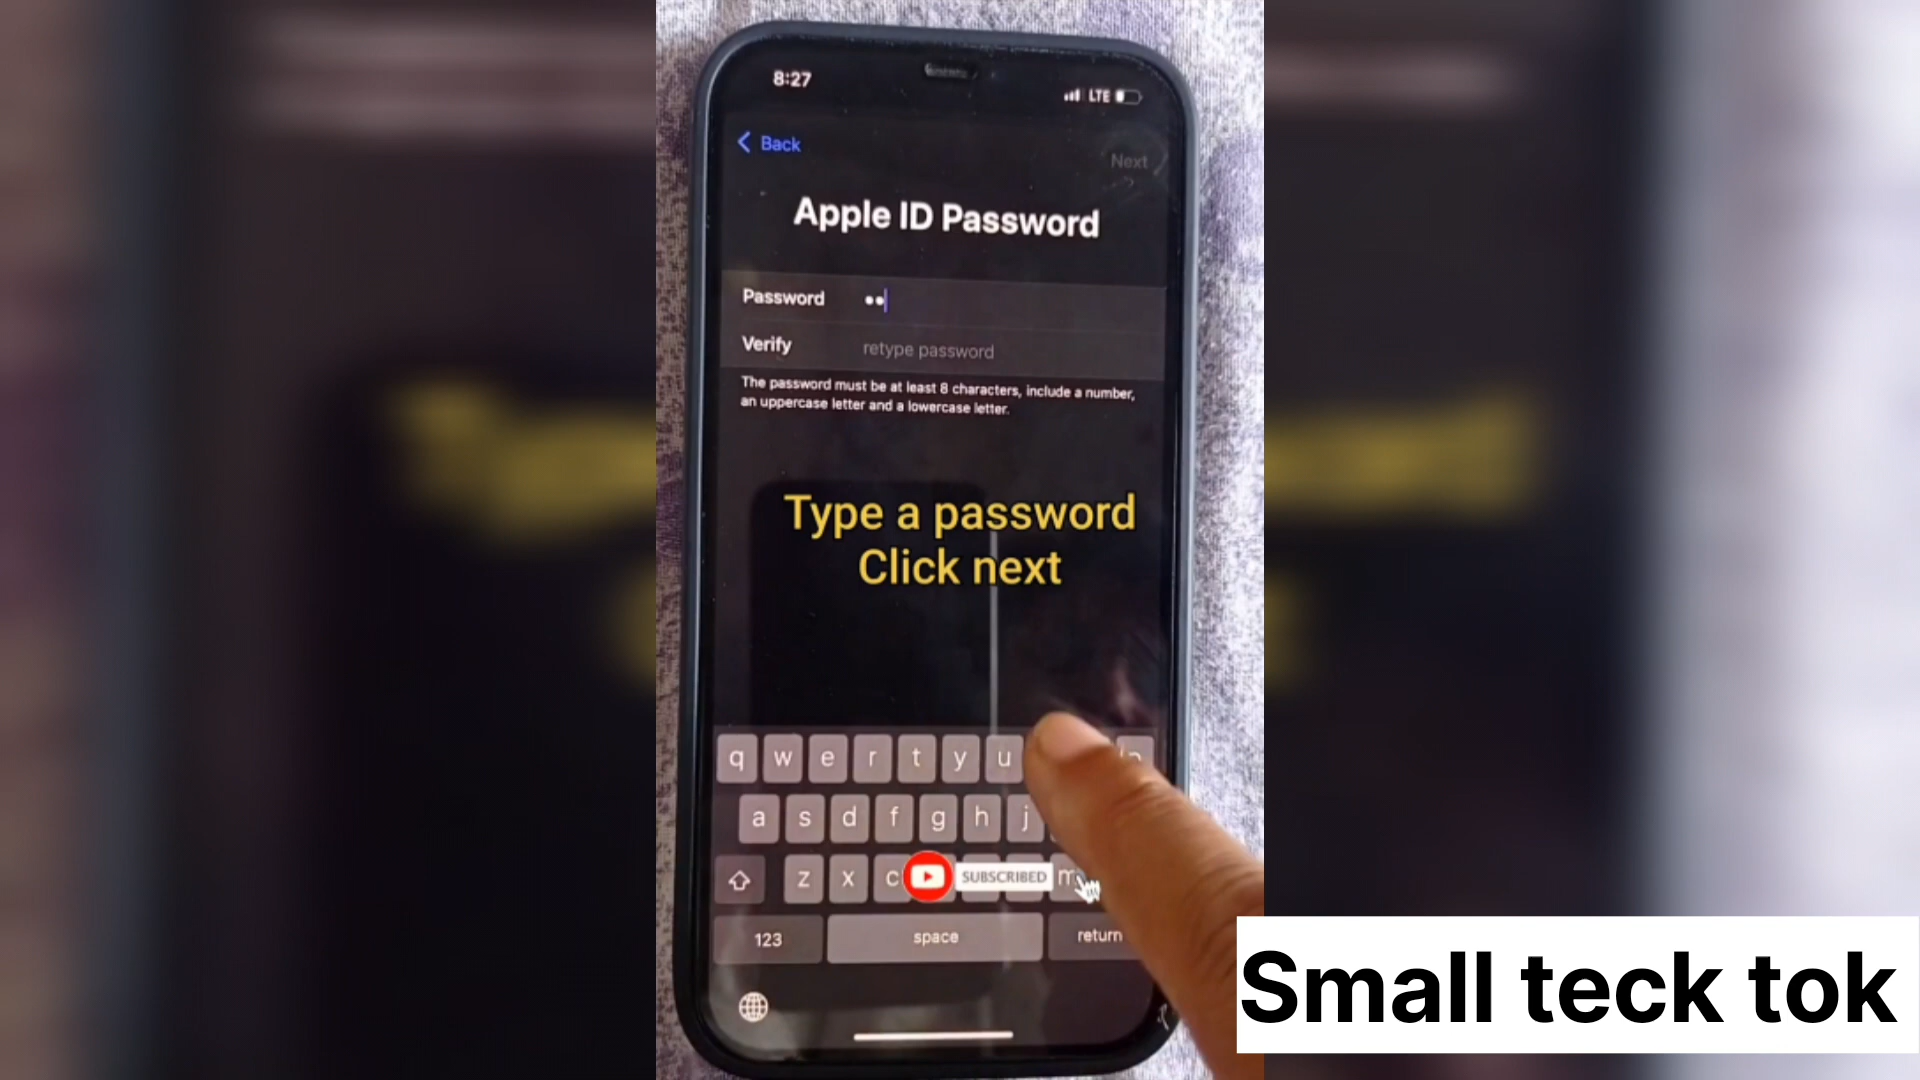 8:27
LTE
Back
Next
Apple ID Password
Password ••
Verify retype password
The password must be at least 8 characters, include a number,
an uppercase letter and a lowercase letter.
Type a password
Click next
q w e r t y u
a s d f g h j
z x c m
SUBSCRIBED
123 space return
Small teck tok